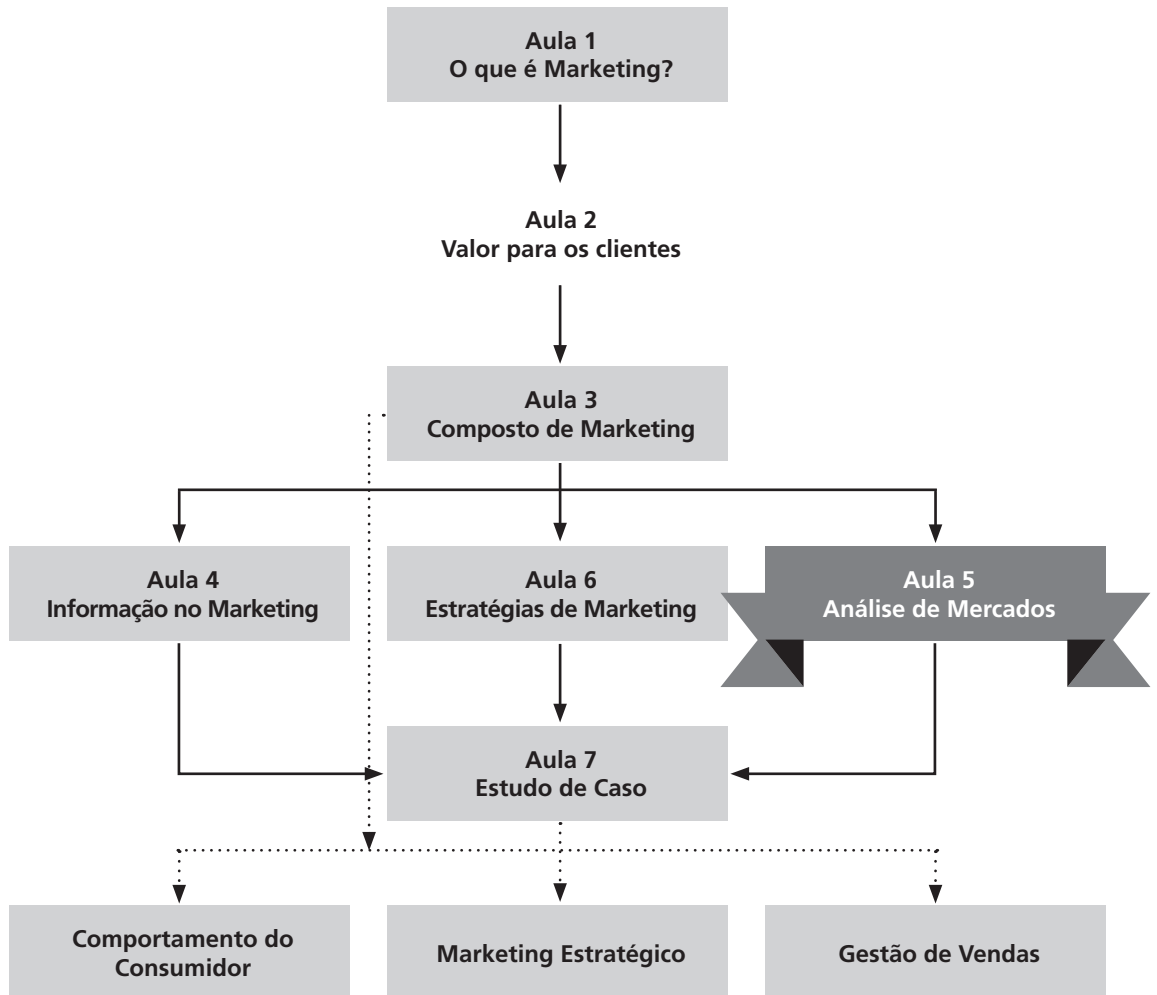 Aula 1
O que é Marketing?
Aula 2
Valor para os clientes
Aula 3
Composto de Marketing
Aula 4
Informação no Marketing
Aula 6
Estratégias de Marketing
Aula 5
Análise de Mercados
Aula 7
Estudo de Caso
Comportamento do
Consumidor
Marketing Estratégico
Gestão de Vendas